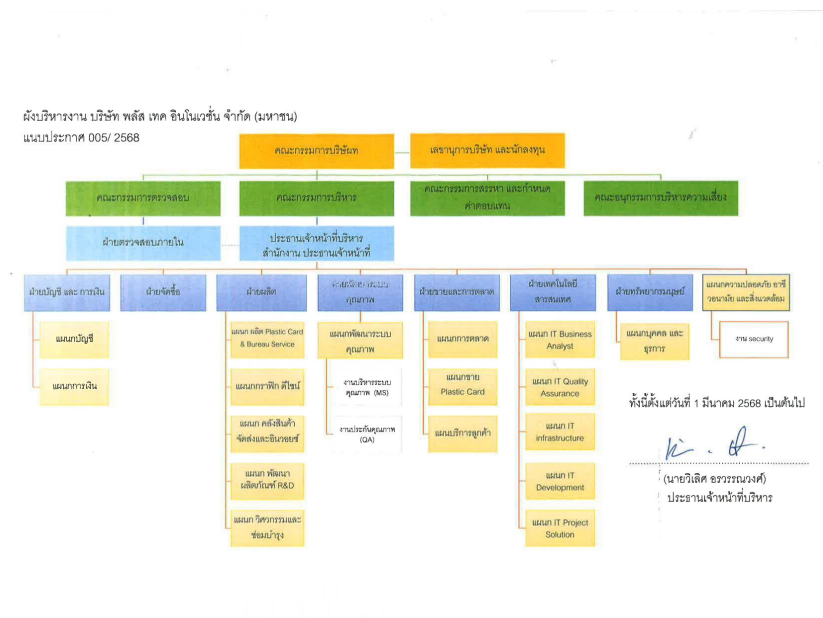 ผังบริหารงาน บริษัท พลัส เทค อินโนเวชั่น จำกัด (มหาชน)
แนบประกาศ 005/ 2568
คณะกรรมการบริษัทท
เลขานุการบริษัท และนักลงทุน
คณะกรรมการตรวจสอบ
คณะกรรมการบริหาร
คณะกรรมการสรรหา และกำหนด
ค่าตอบแทน
คณะอนุกรรมการบริหารความเสี่ยง
ฝ่ายตรวจสอบภายใน
ประธานเจ้าหน้าที่บริหาร
สำนักงาน ประธานเจ้าหน้าที่
ฝ่ายบัญชี และ การเงิน
ฝ่ายจัดซื้อ
ฝ่ายผลิต
คุณภาพ
ฝ่ายขายและการตลาด
ฝ่ายเทคโนโลยี
สารสนเทศ
ฝ่ายทรัพยากรมนุษย์
แผนกความปลอดภัย อาชี
วอนามัย และสิ่งแวดล้อม
แผนกบัญชี
แผนกการเงิน
แผนก ผลิต Plastic Card
& Bureau Service
แผนกกราฟิก ดีไซน์
แผนก คลังสินค้า
จัดส่งและอินวอยซ์
แผนก พัฒนา
ผลิตภัณฑ์ R&D
แผนก วิศวกรรมและ
ซ่อมบำรุง
แผนกพัฒนาระบบ
คุณภาพ
งานบริหารระบบ
คุณภาพ (MS)
งานประกันคุณภาพ
(QA)
แผนกการตลาด
แผนกขาย
Plastic Card
แผนบริการลูกค้า
แผนก IT Business
Analyst
แผนก IT Quality
Assurance
แผนก IT
infrastructure
แผนก IT
Development
แผนก IT Project
Solution
แผนกบุคคล และ
ธุรการ
งาน security
ทั้งนี้ตั้งแต่วันที่ 1 มีนาคม 2568 เป็นต้นไป
(นายวิเลิศ อรวรรณวงศ์)
ประธานเจ้าหน้าที่บริหาร